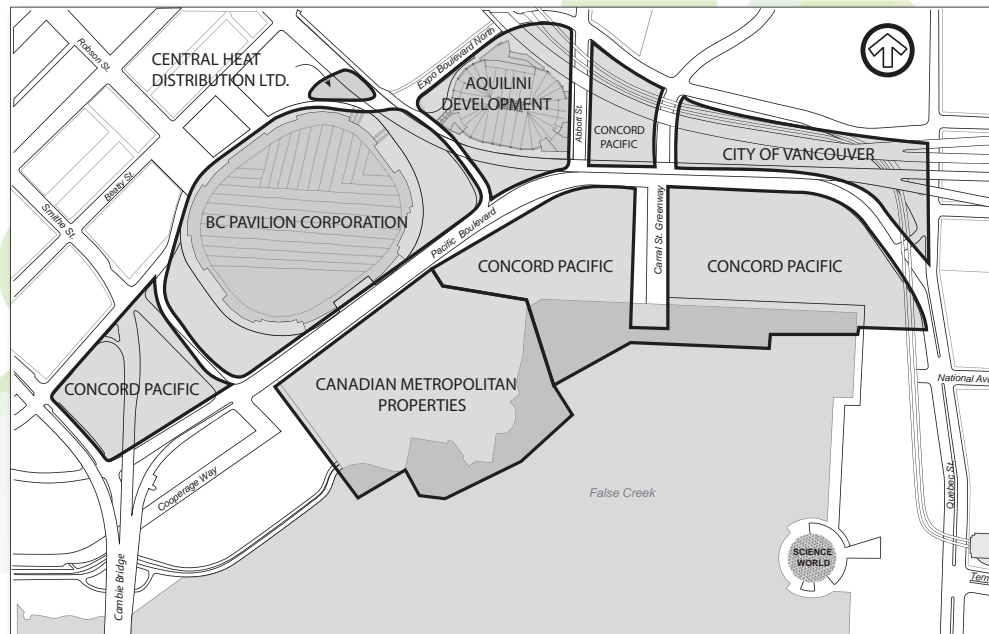 Robson St.
CENTRAL HEAT
DISTRIBUTION LTD.
Expo Boulevard North
AQUILINI
DEVELOPMENT
Abbott St.
CONCORD
PACIFIC
CITY OF VANCOUVER
Beatty St.
Smithe St.
BC PAVILION CORPORATION
Pacific Boulevard
Carral St. Greenway
CONCORD PACIFIC
CONCORD PACIFIC
CONCORD PACIFIC
CANADIAN METROPOLITAN
PROPERTIES
National Ave
Cooperage Way
False Creek
Quebec St.
SCIENCE
WORLD
Cambie Bridge
Term